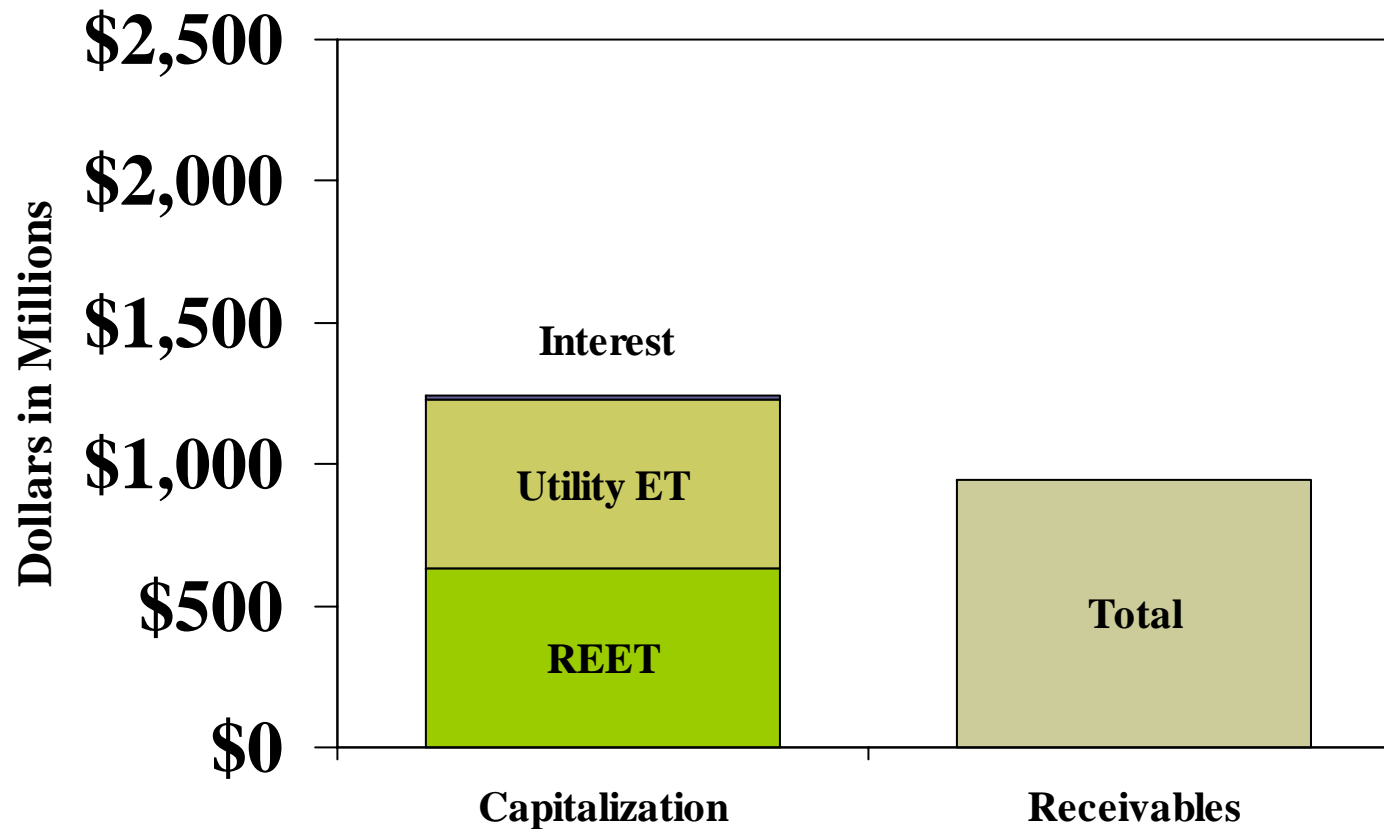 $2,500
$2,000
$1,500
$1,000
$500
$0
Dollars in Millions
Interest
Utility ET
REET
Total
Capitalization
Receivables